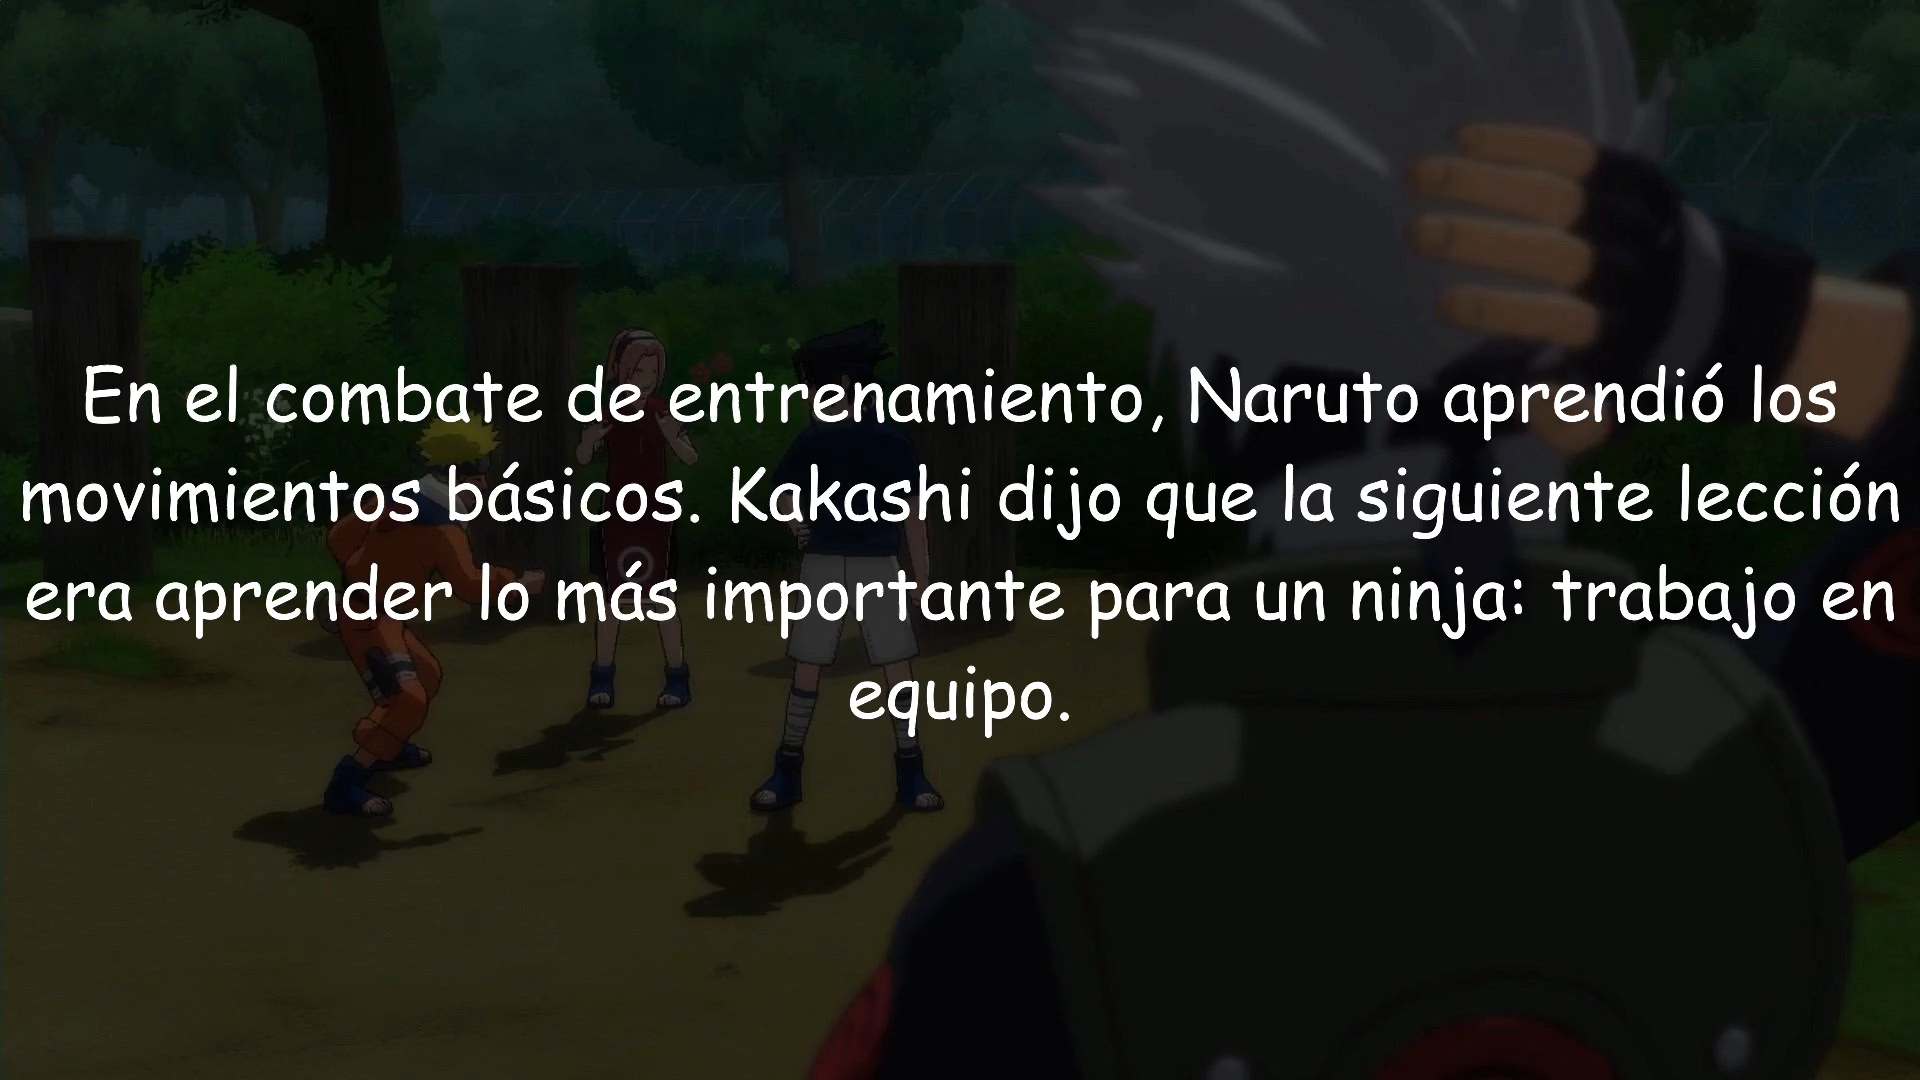 En el combate de entrenamiento, Naruto aprendió los
movimientos básicos. Kakashi dijo que la siguiente lección
era aprender lo más importante para un ninja: trabajo en
equipo.